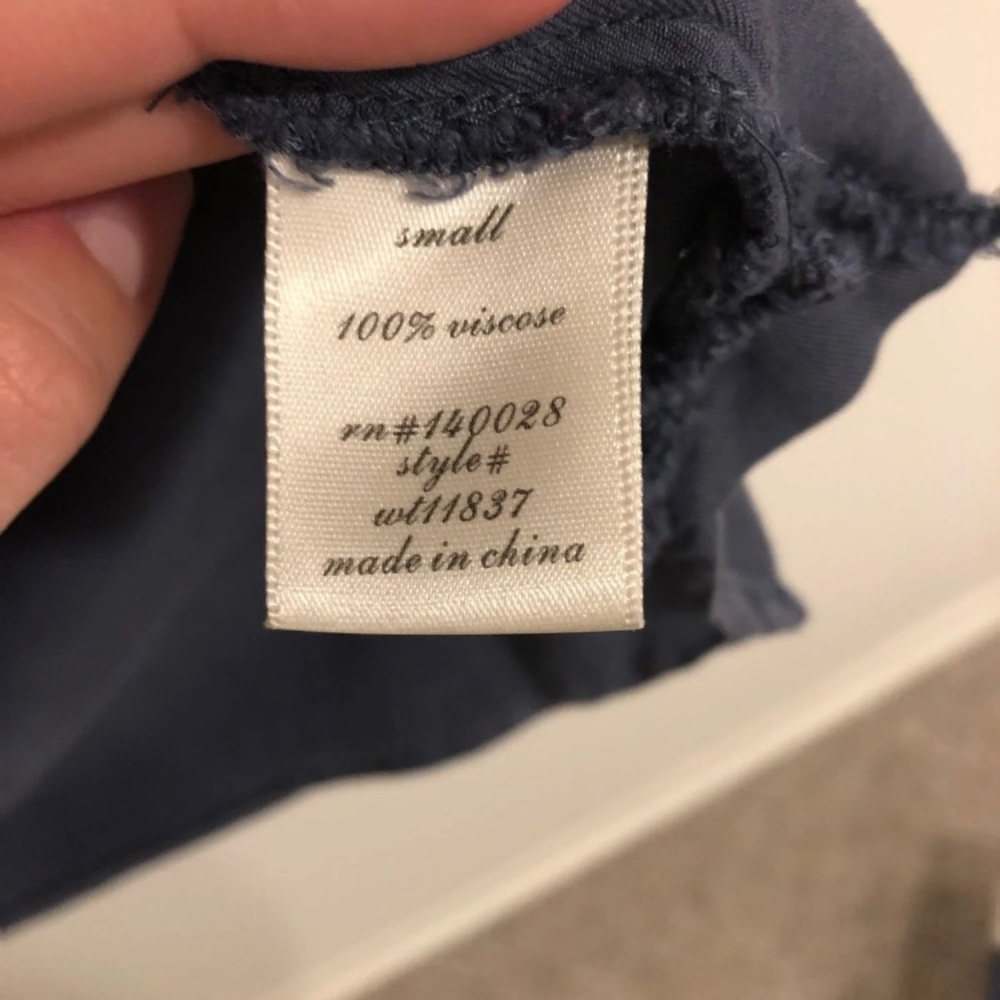 small
100% viscose
rn#140028
style#
wt11837
made in china